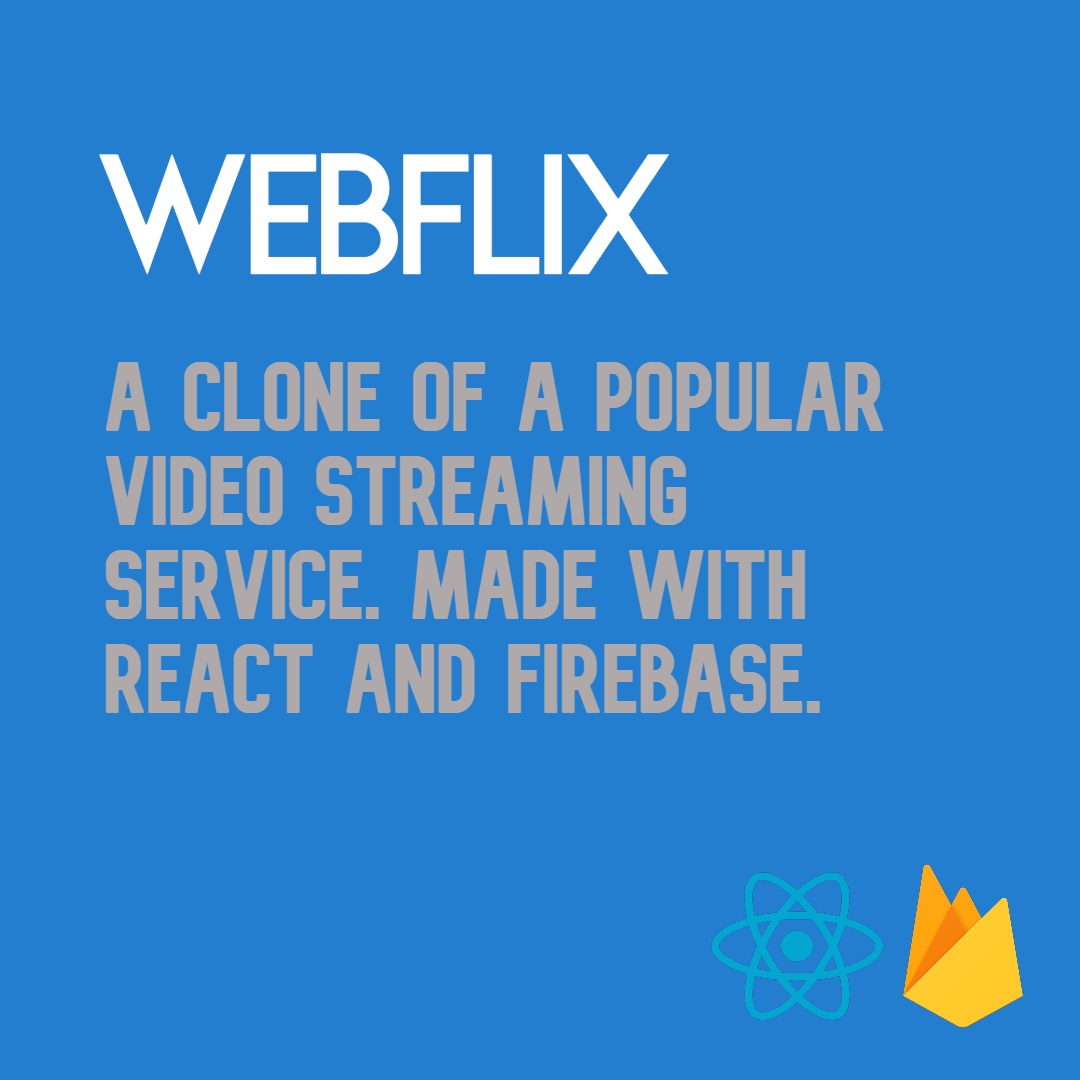 WEBFLIX
A CLONE OF A POPULAR
VIDEO STREAMING
SERVICE. MADE WITH
REACT AND FIREBASE.